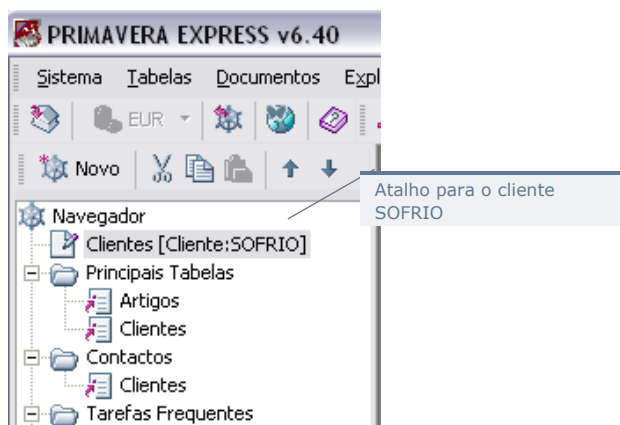 PRIMAVERA EXPRESS v6.40
Sistema Tabelas Documentos Expl
EUR
Novo
Atalho para o cliente
SOFRIO
Navegador
Clientes [Cliente:SOFRIO]
Principais Tabelas
Artigos
Clientes
Contactos
Clientes
Tarefas Frequentes